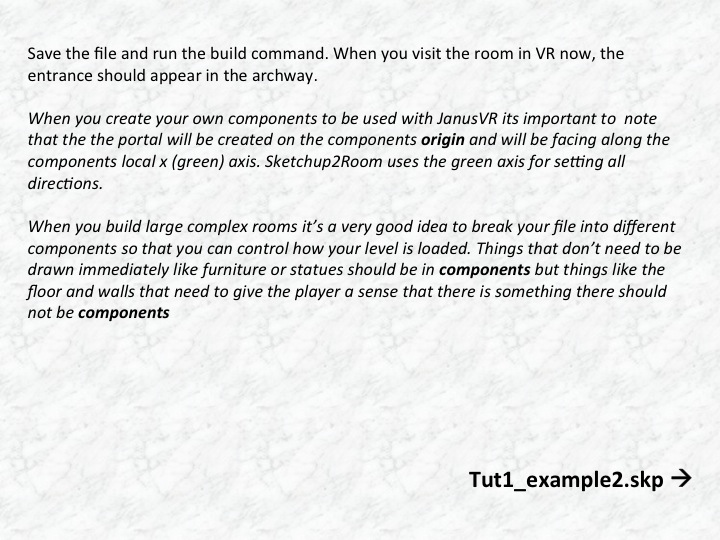 Save the file and run the build command. When you visit the room in VR now, the
entrance should appear in the archway.
When you create your own components to be used with JanusVR its important to  note
that the the portal will be created on the components origin and will be facing along the
components local x (green) axis. Sketchup2Room uses the green axis for setting all
directions.
When you build large complex rooms it’s a very good idea to break your file into different
components so that you can control how your level is loaded. Things that don’t need to be
drawn immediately like furniture or statues should be in components but things like the
floor and walls that need to give the player a sense that there is something there should
not be components
Tut1_example2.skp →